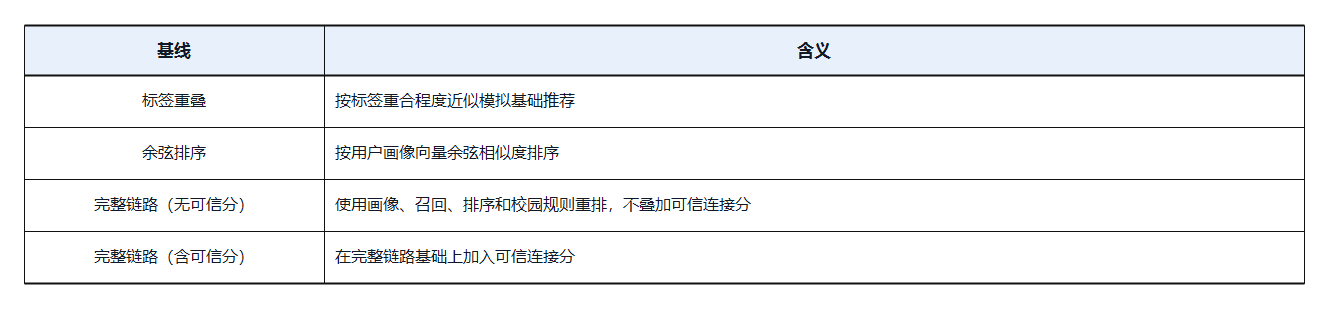 基线 含义
标签重叠 按标签重合程度近似模拟基础推荐
余弦排序 按用户画像向量余弦相似度排序
完整链路（无可信分） 使用画像、召回、排序和校园规则重排，不叠加可信连接分
完整链路（含可信分） 在完整链路基础上加入可信连接分